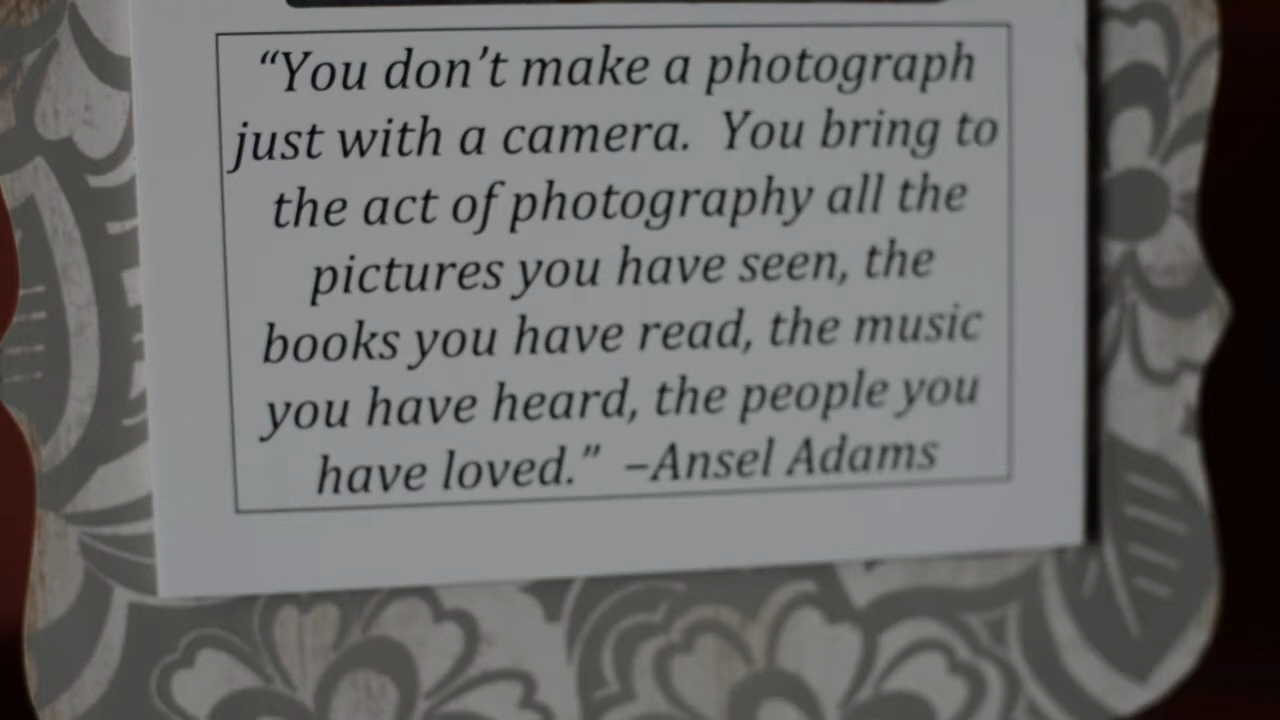 “You don’t make a photograph
just with a camera.  You bring to
the act of photography all the
pictures you have seen, the
books you have read, the music
you have heard, the people you
have loved.”  –Ansel Adams